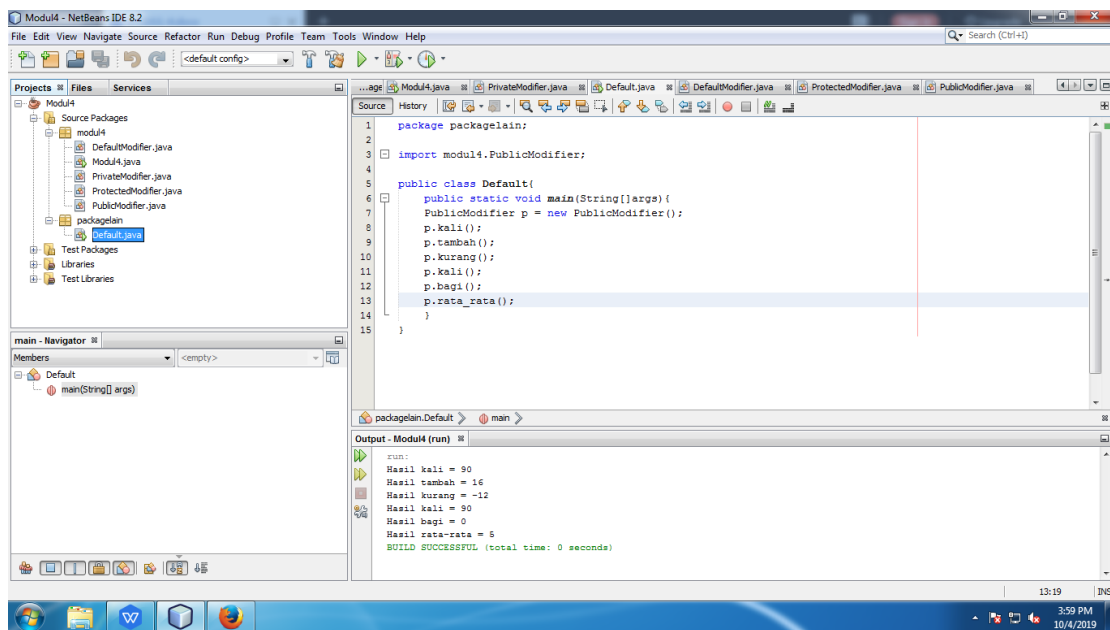 Modul4 - NetBeans IDE 8.2
File Edit View Navigate Source Refactor Run Debug Profile Team Tools Window Help
Search (Ctrl+I)
<default config>
Projects Files Services
Modul4
Source Packages
modul4
DefaultModifier.java
Modul4.java
PrivateModifier.java
ProtectedModifier.java
PublicModifier.java
packagelain
Default.java
Test Packages
Libraries
Test Libraries
main - Navigator
Members <empty>
Default
main(String[] args)
...age Modul4.java PrivateModifier.java Default.java DefaultModifier.java ProtectedModifier.java PublicModifier.java
Source History
1 package packagelain;
2
3 import modul4.PublicModifier;
4
5 public class Default{
6 public static void main(String[]args){
7 PublicModifier p = new PublicModifier();
8 p.kali();
9 p.tambah();
10 p.kurang();
11 p.kali();
12 p.bagi();
13 p.rata_rata();
14 }
15 }
packagelain.Default main
Output - Modul4 (run)
run:
Hasil kali = 90
Hasil tambah = 16
Hasil kurang = -12
Hasil kali = 90
Hasil bagi = 0
Hasil rata-rata = 5
BUILD SUCCESSFUL (total time: 0 seconds)
13:19 INS
3:59 PM
10/4/2019